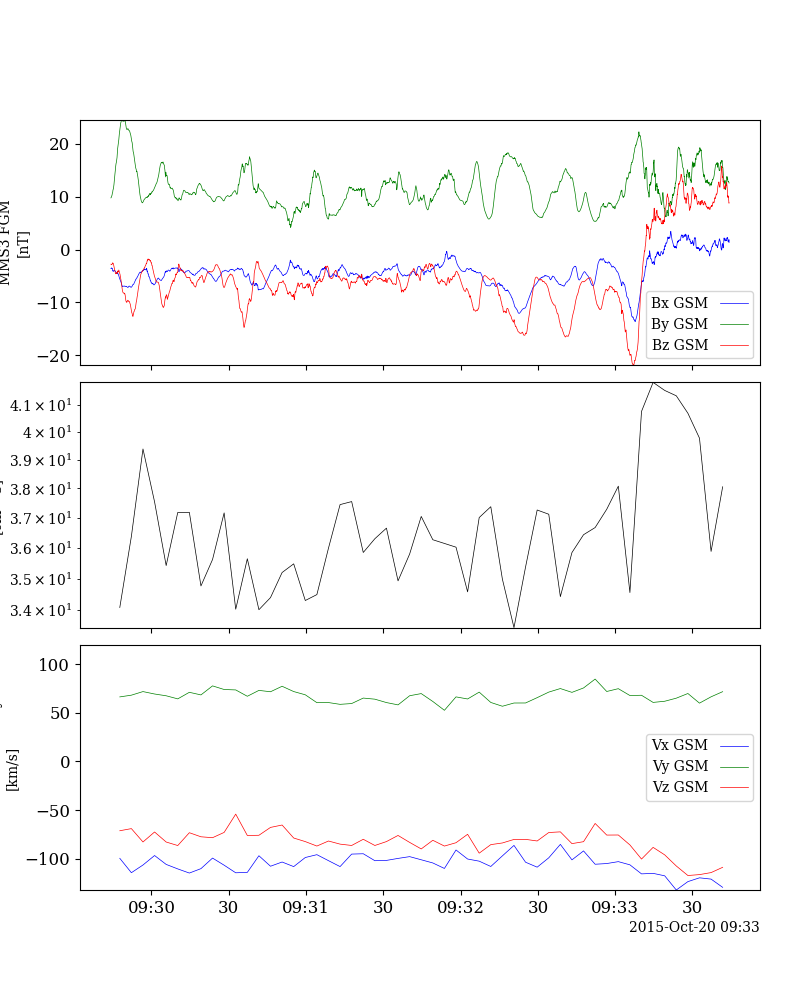 MMS3 FGM
[nT]
20
10
0
−10
−20
Bx GSM
By GSM
Bz GSM
4.1×10¹
4×10¹
3.9×10¹
3.8×10¹
3.7×10¹
3.6×10¹
3.5×10¹
3.4×10¹
[km/s]
100
50
0
−50
−100
Vx GSM
Vy GSM
Vz GSM
09:30 30 09:31 30 09:32 30 09:33 30
2015-Oct-20 09:33